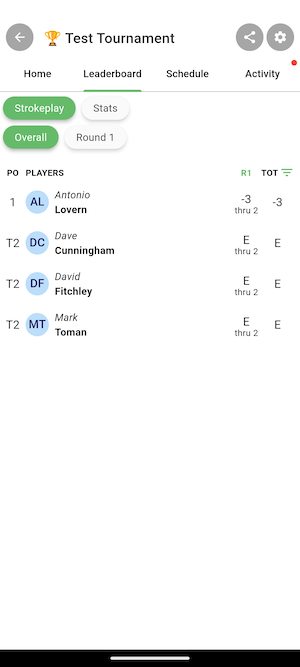 🏆 Test Tournament
Home Leaderboard Schedule Activity
Strokeplay Stats
Overall Round 1
PO PLAYERS R1 TOT
1 AL Antonio Lovern -3 thru 2 -3
T2 DC Dave Cunningham E thru 2 E
T2 DF David Fitchley E thru 2 E
T2 MT Mark Toman E thru 2 E